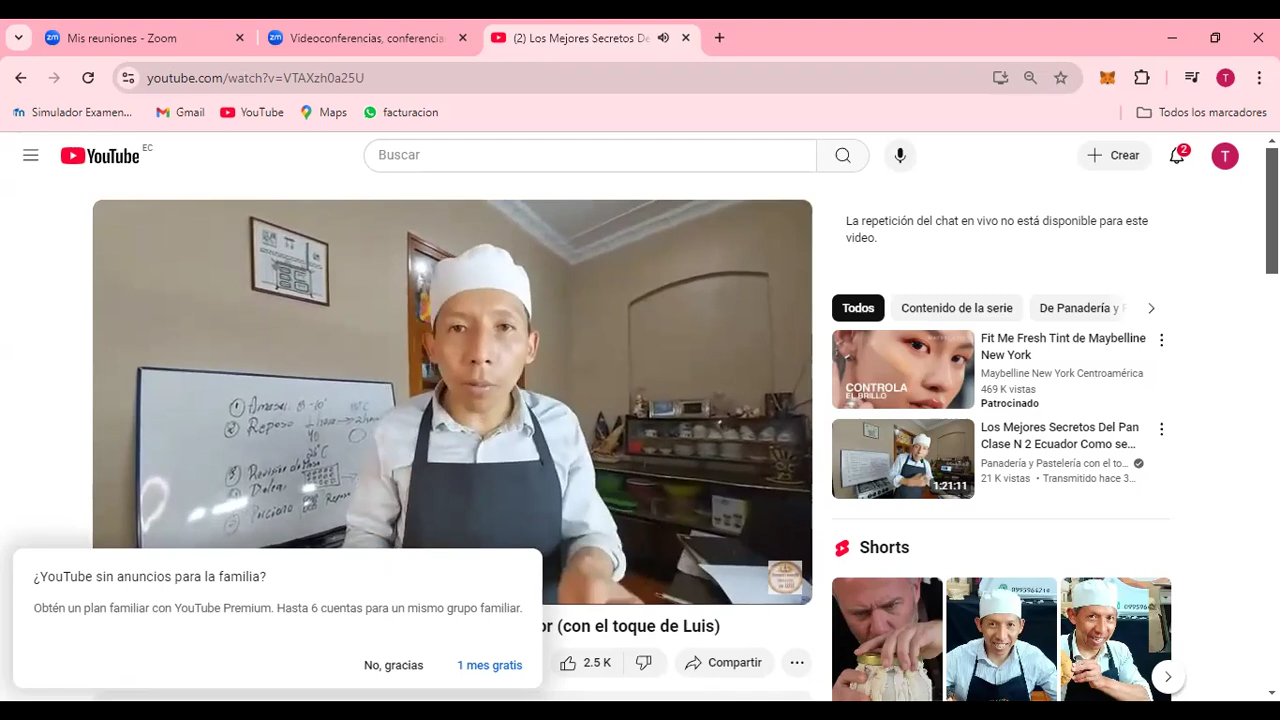 Mis reuniones - Zoom
Videoconferencias, conferencia
(2) Los Mejores Secretos De
youtube.com/watch?v=VTAXzh0a25U
Simulador Examen...
Gmail
YouTube
Maps
facturacion
Todos los marcadores
YouTube
EC
Buscar
Crear
2
T
La repetición del chat en vivo no está disponible para este
video.
Todos
Contenido de la serie
De Panadería y
Fit Me Fresh Tint de Maybelline
New York
Maybelline New York Centroamérica
469 K vistas
Patrocinado
CONTROLA
EL BRILLO
Los Mejores Secretos Del Pan
Clase N 2 Ecuador Como se...
Panadería y Pastelería con el to...
21 K vistas • Transmitido hace 3...
1:21:11
1
2 Reposo
3
Shorts
¿YouTube sin anuncios para la familia?
Obtén un plan familiar con YouTube Premium. Hasta 6 cuentas para un mismo grupo familiar.
No, gracias
1 mes gratis
or (con el toque de Luis)
2.5 K
Compartir
0995964214
09959